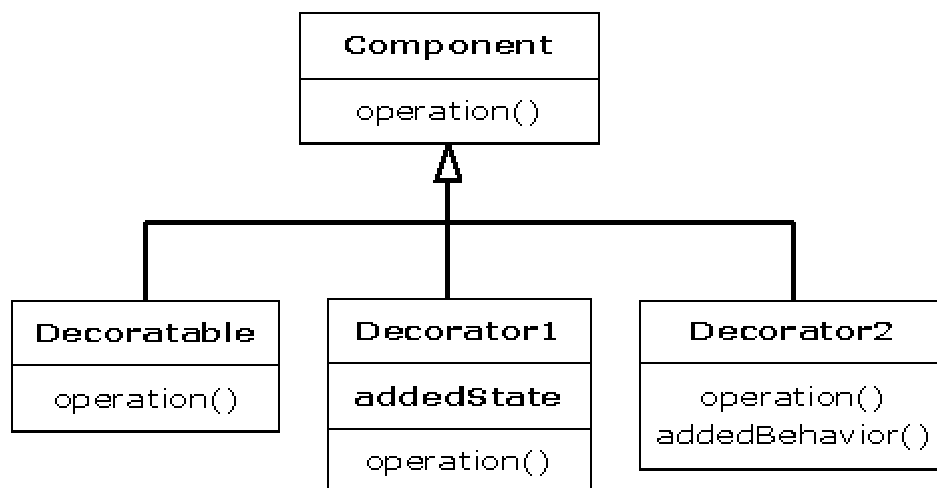 Component
operation()
Decoratable
operation()
Decorator1
addedState
operation()
Decorator2
operation()
addedBehavior()